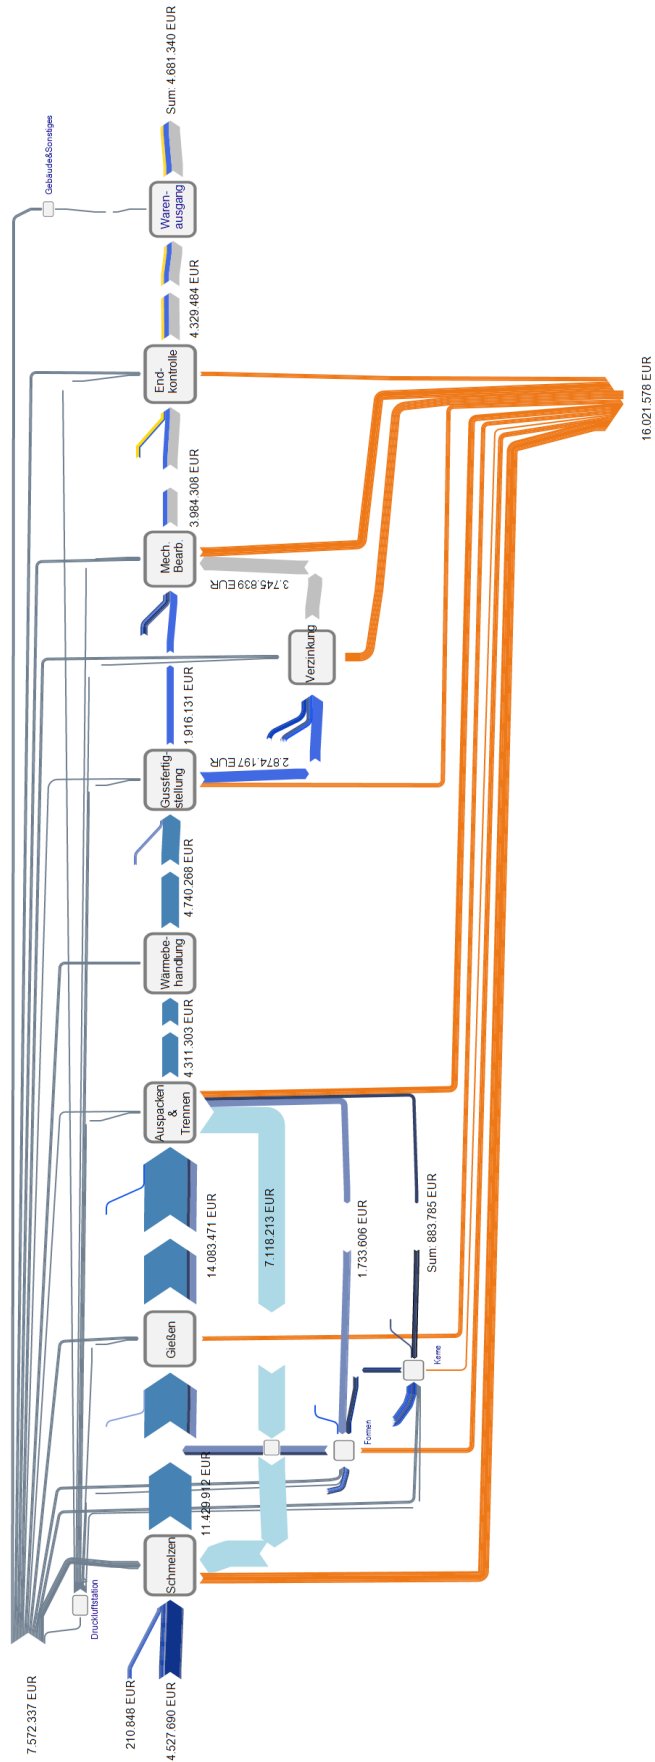 7.572.337 EUR
210.848 EUR
4.527.690 EUR
Druckluftstation
Schmelzen
11.429.912 EUR
Formen
Kerne
Gießen
14.083.471 EUR
7.118.213 EUR
1.733.606 EUR
Sum: 883.785 EUR
Auspacken
&
Trennen
4.311.303 EUR
Wärmebe-
handlung
4.740.268 EUR
Gussfertig-
stellung
1.916.131 EUR
2.874.197 EUR
Verzinkung
3.745.839 EUR
Mech.
Bearb.
3.984.308 EUR
End-
kontrolle
4.329.484 EUR
Waren-
ausgang
Gebäude&Sonstiges
Sum: 4.681.340 EUR
16.021.578 EUR